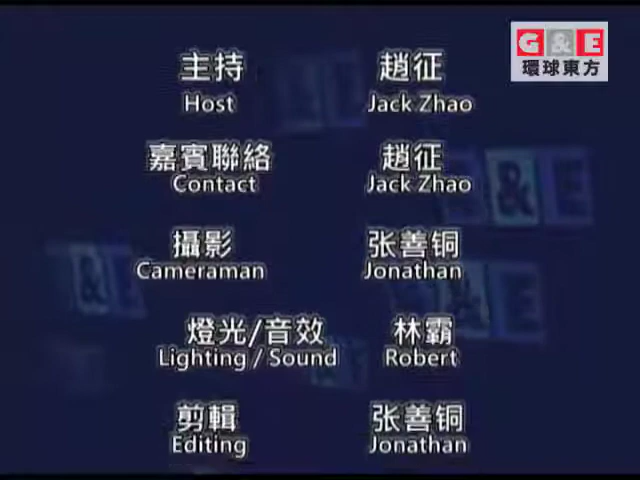 G&E
環球東方
主持 趙征
Host Jack Zhao
嘉賓聯絡 趙征
Contact Jack Zhao
攝影 张善铜
Cameraman Jonathan
燈光/音效 林霸
Lighting / Sound Robert
剪輯 张善铜
Editing Jonathan
&E
&E
&E